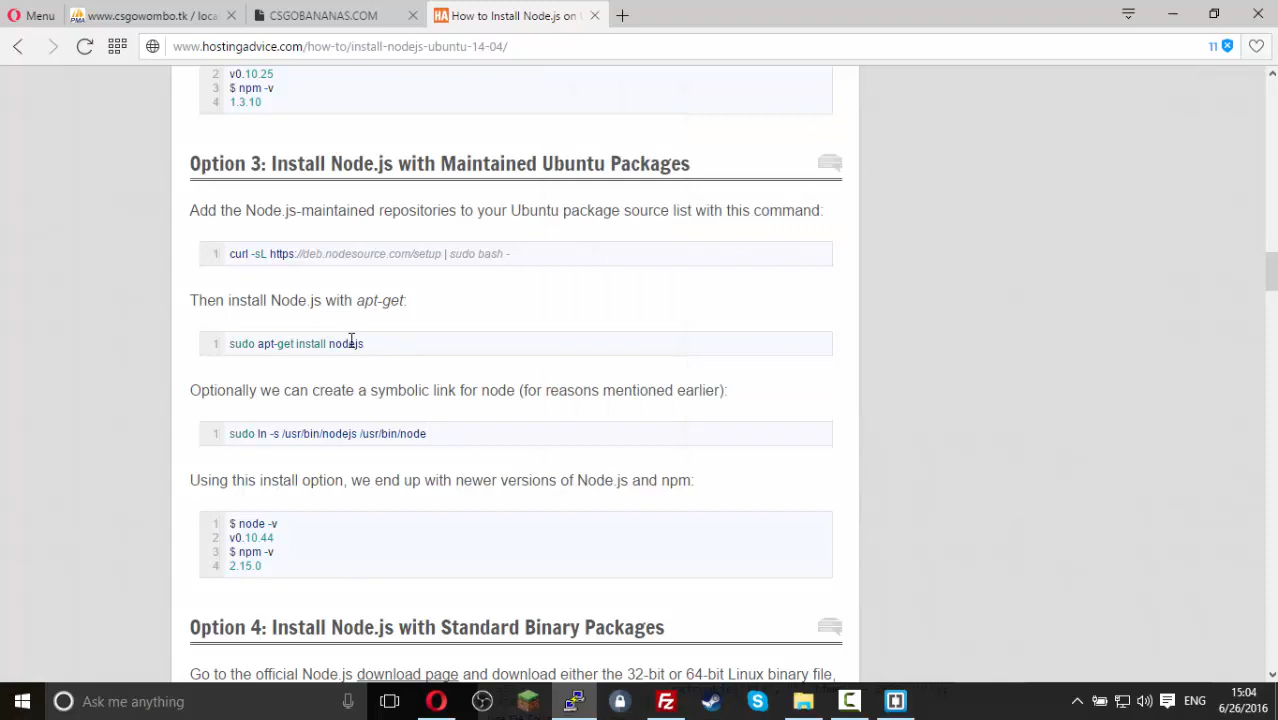 Menu
www.csgowombo.tk / loca
CSGOBANANAS.COM
How to Install Node.js on
www.hostingadvice.com/how-to/install-nodejs-ubuntu-14-04/
11
2 v0.10.25
3 $ npm -v
4 1.3.10
Option 3: Install Node.js with Maintained Ubuntu Packages
Add the Node.js-maintained repositories to your Ubuntu package source list with this command:
1 curl -sL https://deb.nodesource.com/setup | sudo bash -
Then install Node.js with apt-get:
1 sudo apt-get install nodejs
Optionally we can create a symbolic link for node (for reasons mentioned earlier):
1 sudo ln -s /usr/bin/nodejs /usr/bin/node
Using this install option, we end up with newer versions of Node.js and npm:
1 $ node -v
2 v0.10.44
3 $ npm -v
4 2.15.0
Option 4: Install Node.js with Standard Binary Packages
Go to the official Node.js download page and download either the 32-bit or 64-bit Linux binary file,
Ask me anything
ENG
15:04
6/26/2016